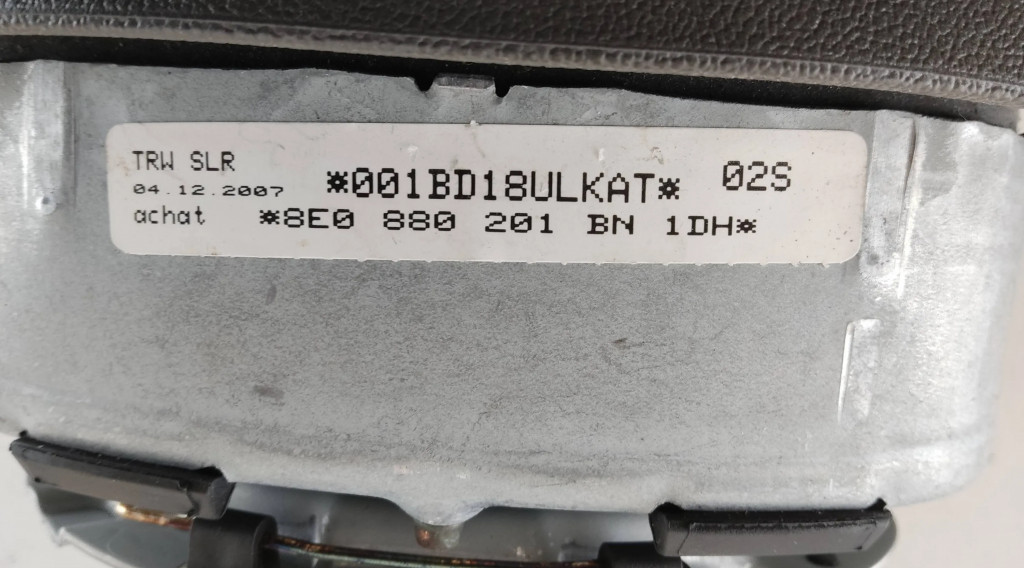 TRW SLR
04.12.2007 *001BD18ULKAT* 02S
achat *8E0 880 201 BN 1DH*